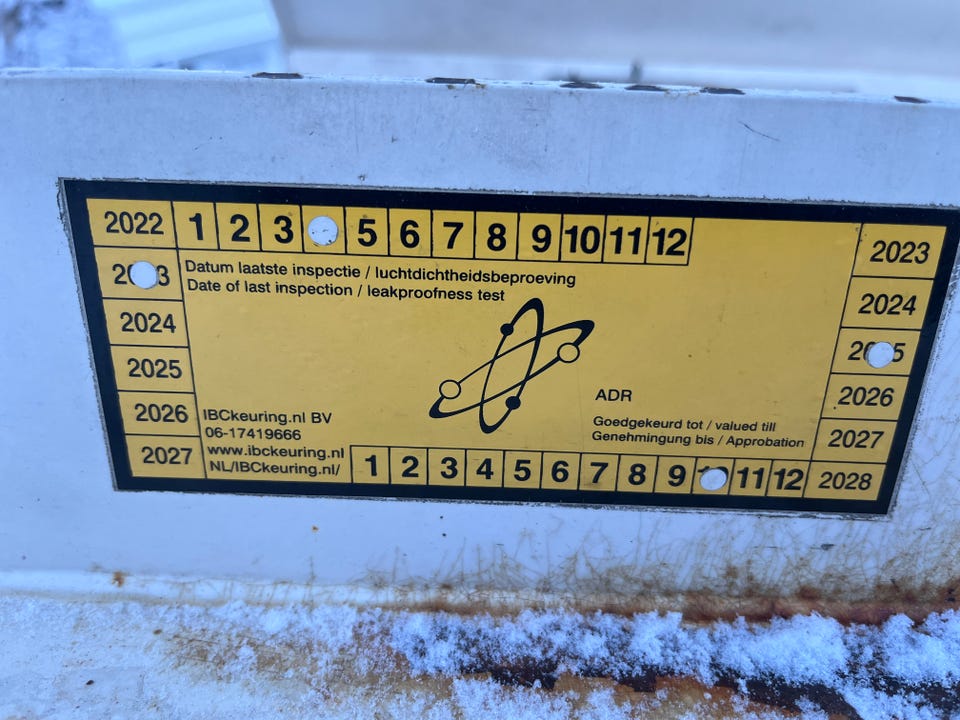 2022 1 2 3 5 6 7 8 9 10 11 12 2023
Datum laatste inspectie / luchtdichtheidsbeproeving
Date of last inspection / leakproofness test
2024 2024
2025
2026 ADR 2026
IBCkeuring.nl BV Goedgekeurd tot / valued till
06-17419666 Genehmingung bis / Approbation 2027
2027 www.ibckeuring.nl
NL/IBCkeuring.nl/ 1 2 3 4 5 6 7 8 9 11 12 2028